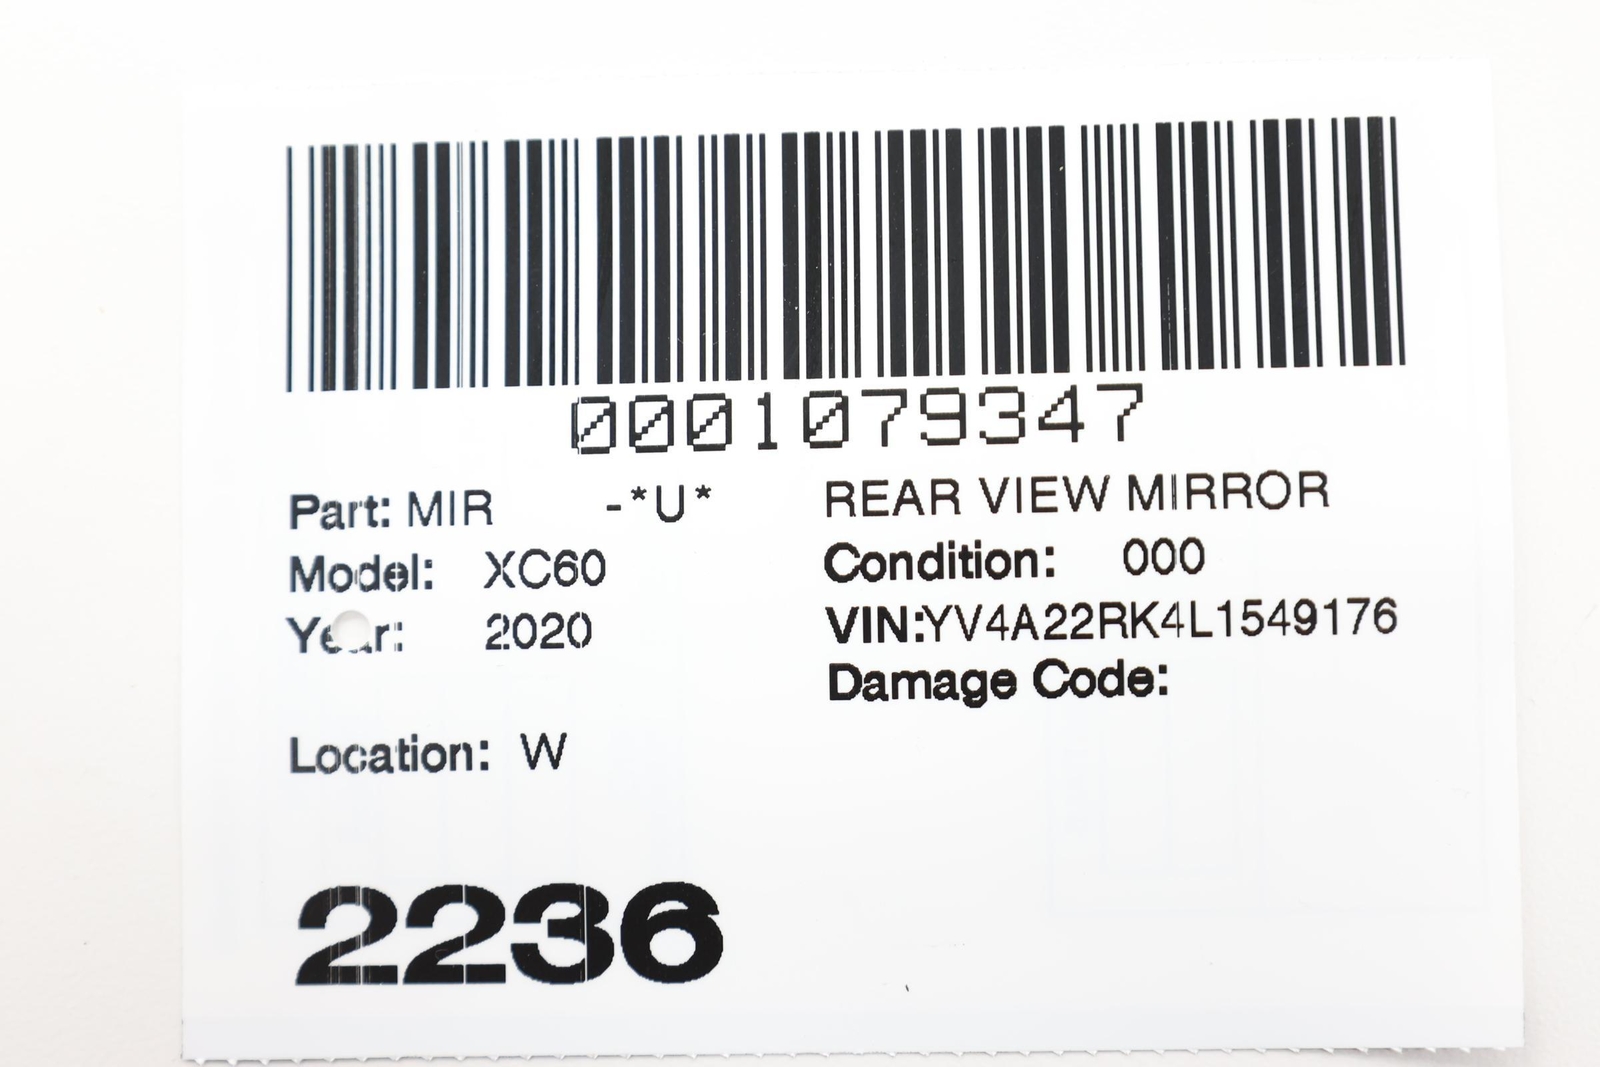 0001079347
Part: MIR -*U* REAR VIEW MIRROR
Model: XC60 Condition: 000
Year: 2020 VIN:YV4A22RK4L1549176
Damage Code:
Location: W
2236